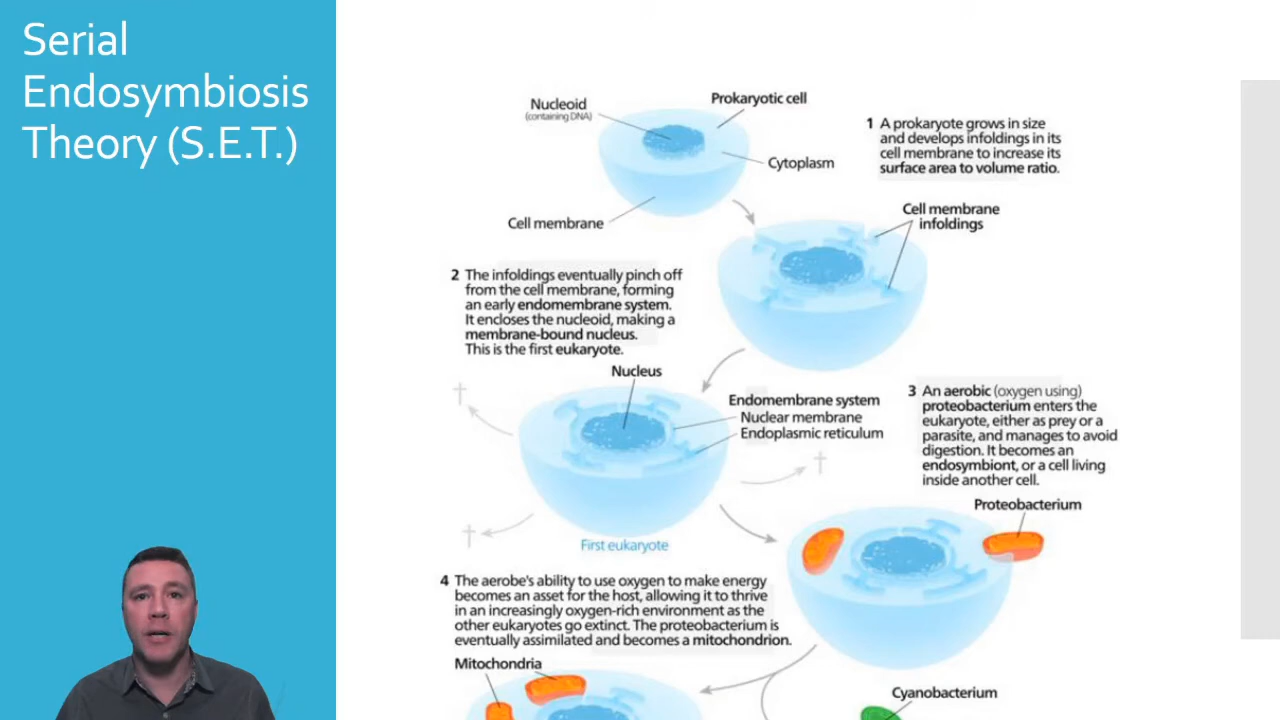 Serial
Endosymbiosis
Theory (S.E.T.)
Nucleoid
(containing DNA)
Prokaryotic cell
Cytoplasm
Cell membrane
1 A prokaryote grows in size
and develops infoldings in its
cell membrane to increase its
surface area to volume ratio.
Cell membrane
infoldings
2 The infoldings eventually pinch off
from the cell membrane, forming
an early endomembrane system.
It encloses the nucleoid, making a
membrane-bound nucleus.
This is the first eukaryote.
Nucleus
Endomembrane system
Nuclear membrane
Endoplasmic reticulum
First eukaryote
3 An aerobic (oxygen using)
proteobacterium enters the
eukaryote, either as prey or a
parasite, and manages to avoid
digestion. It becomes an
endosymbiont, or a cell living
inside another cell.
Proteobacterium
4 The aerobe's ability to use oxygen to make energy
becomes an asset for the host, allowing it to thrive
in an increasingly oxygen-rich environment as the
other eukaryotes go extinct. The proteobacterium is
eventually assimilated and becomes a mitochondrion.
Mitochondria
Cyanobacterium